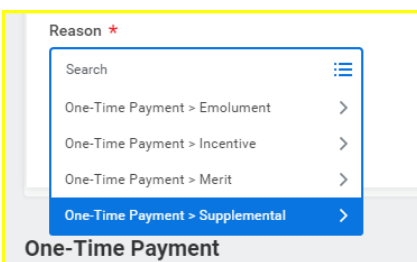 Reason *
Search
One-Time Payment > Emolument
One-Time Payment > Incentive
One-Time Payment > Merit
One-Time Payment > Supplemental
One-Time Payment